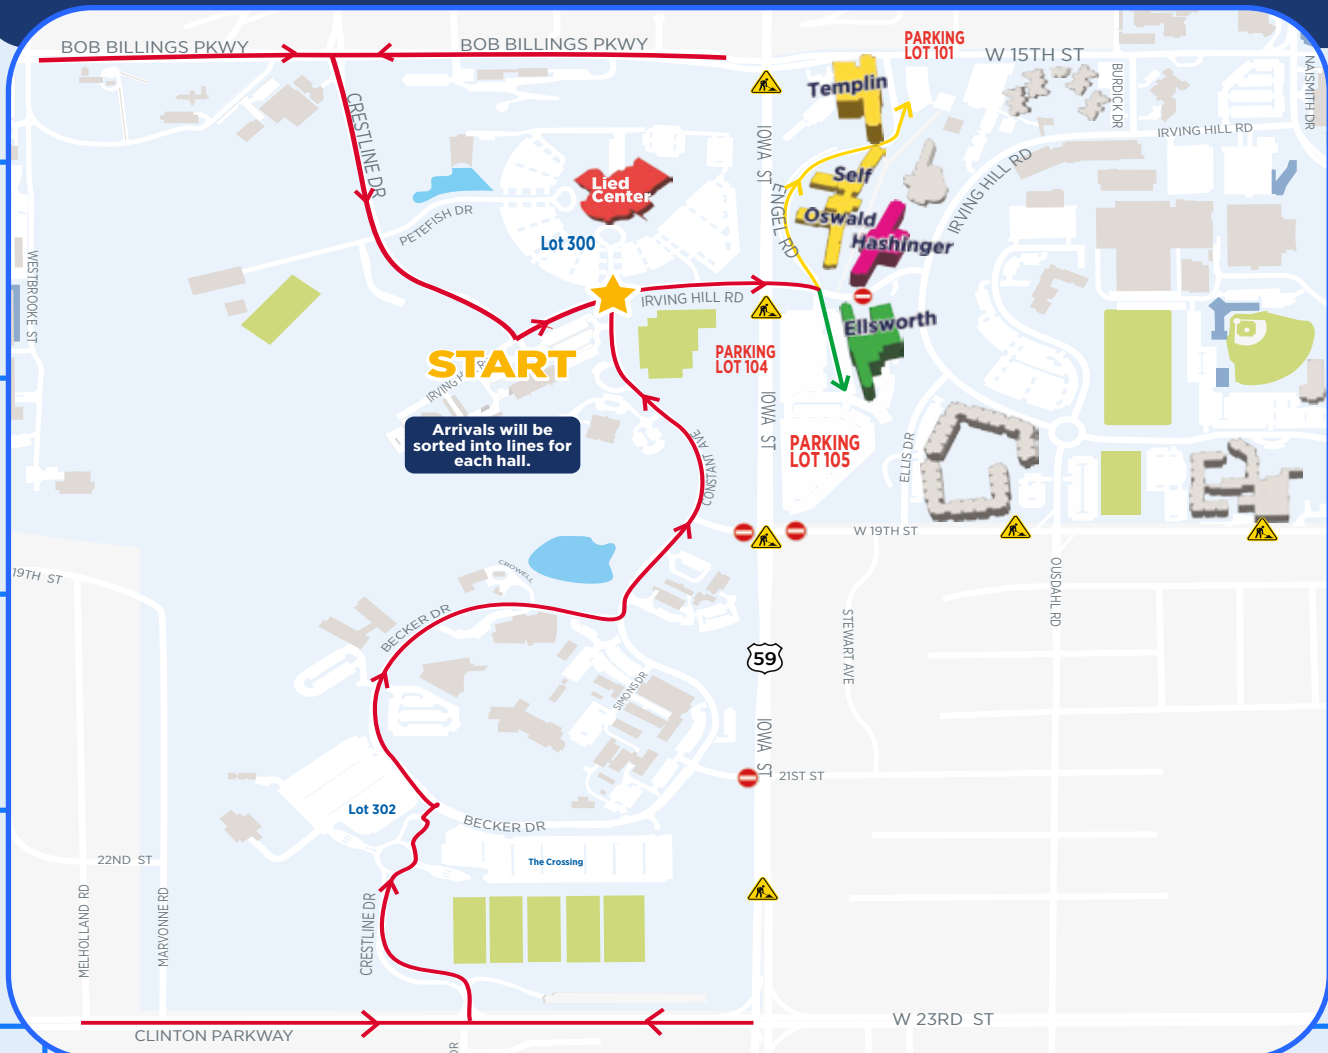 BOB BILLINGS PKWY
BOB BILLINGS PKWY
PARKING
LOT 101
W 15TH ST
NAISMITH DR
BURDICK DR
Templin
CRESTLINE DR
IOWA ST
IRVING HILL RD
IRVING HILL RD
Self
Lied
Center
ENGEL RD
Oswald
Hashinger
PETEFISH DR
Lot 300
WESTBROOKE ST
IRVING HILL RD
Ellsworth
START
PARKING
LOT 104
IRVING H
Arrivals will be
sorted into lines for
each hall.
IOWA ST
PARKING
LOT 105
CONSTANT AVE
ELLIS DR
W 19TH ST
19TH ST
CROWELL
OUSDAHL RD
BECKER DR
STEWART AVE
59
SIMONS DR
IOWA ST
21ST ST
Lot 302
BECKER DR
22ND ST
The Crossing
MELHOLLAND RD
MARVONNE RD
CRESTLINE DR
CLINTON PARKWAY
W 23RD ST
DR